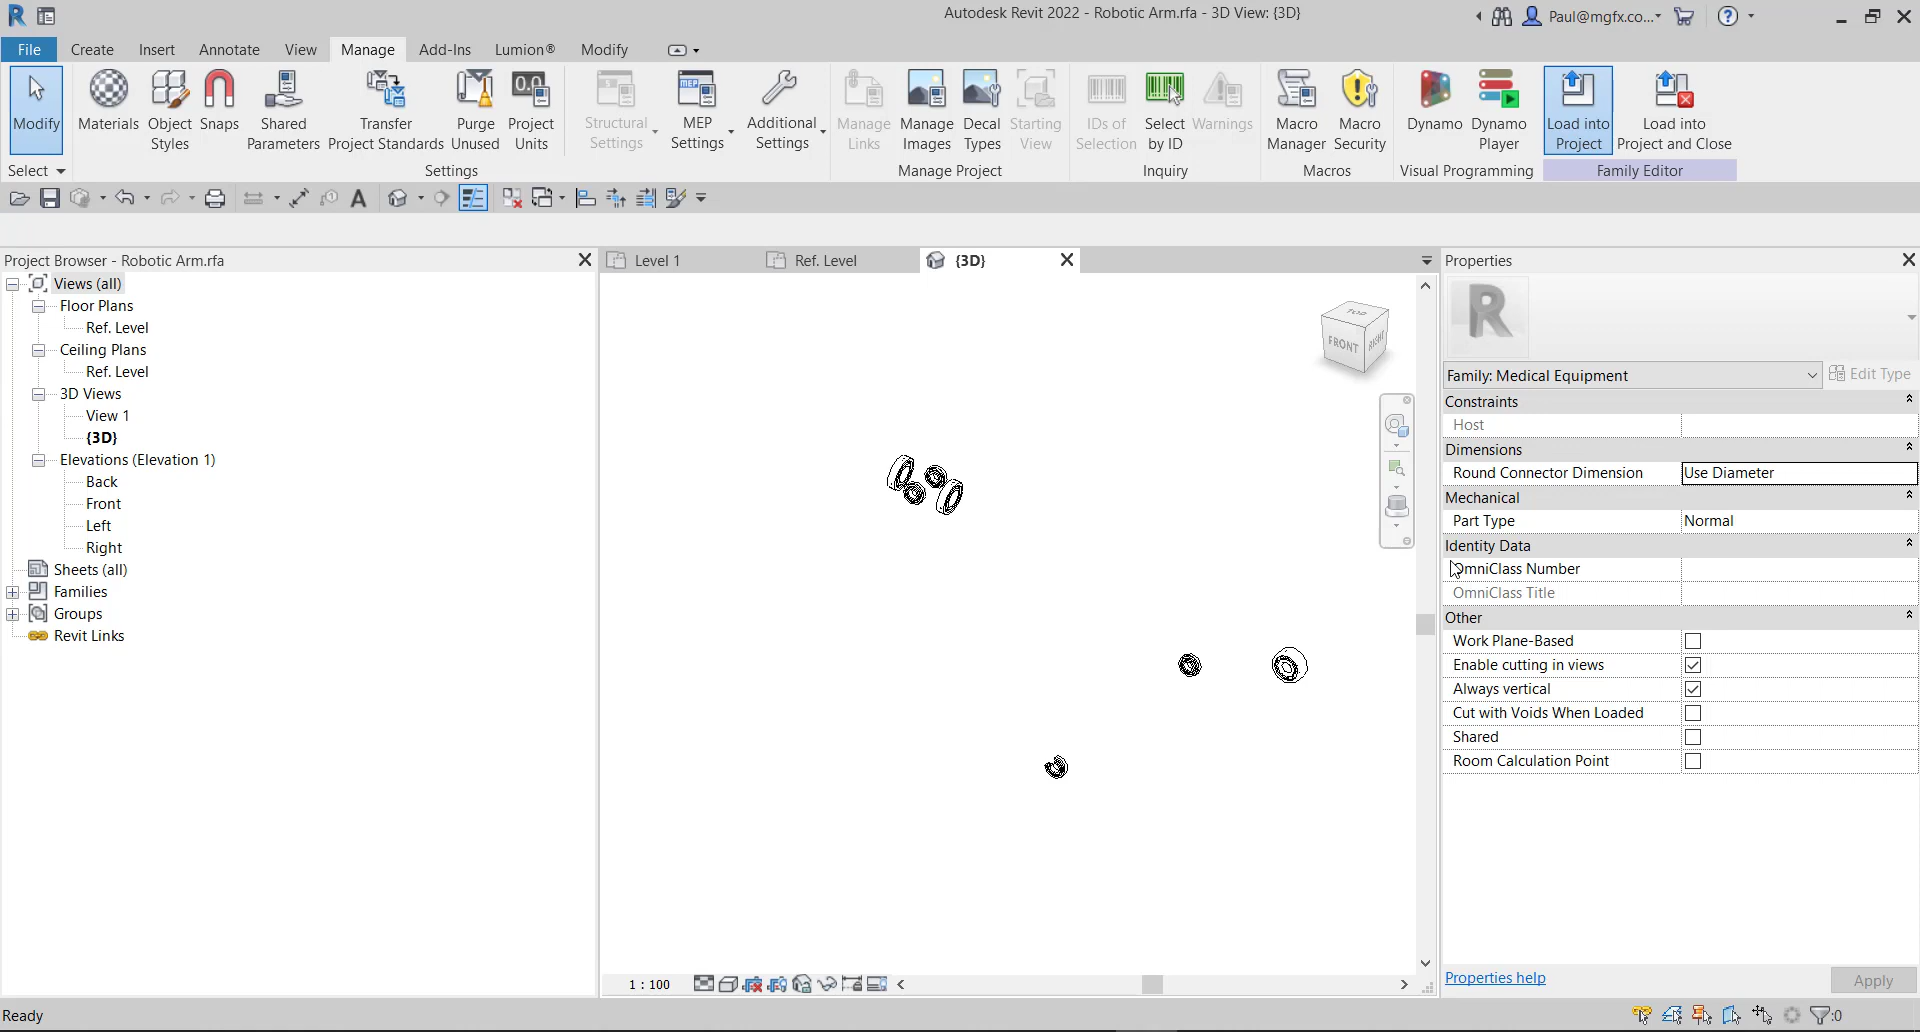 Autodesk Revit 2022 - Robotic Arm.rfa - 3D View: {3D}
Paul@mgfx.co...
File Create Insert Annotate View Manage Add-Ins Lumion® Modify
Modify
Materials
Object
Styles
Snaps
Shared
Parameters
Transfer
Project Standards
Purge
Unused
0.0
Project
Units
Structural
Settings
MEP
MEP
Settings
Additional
Settings
Manage
Links
Manage
Images
Decal
Types
Starting
View
IDs of
Selection
Select
by ID
Warnings
Macro
Manager
Macro
Security
Dynamo
Dynamo
Player
Load into
Project
Load into
Project and Close
Select
Settings
Manage Project
Inquiry
Macros
Visual Programming
Family Editor
Project Browser - Robotic Arm.rfa
Views (all)
Floor Plans
Ref. Level
Ceiling Plans
Ref. Level
3D Views
View 1
{3D}
Elevations (Elevation 1)
Back
Front
Left
Right
Sheets (all)
Families
Groups
Revit Links
Level 1
Ref. Level
{3D}
TOP
FRONT
RIGHT
1 : 100
Properties
R
Family: Medical Equipment
Edit Type
Constraints
Host
Dimensions
Round Connector Dimension Use Diameter
Mechanical
Part Type Normal
Identity Data
OmniClass Number
OmniClass Title
Other
Work Plane-Based
Enable cutting in views
Always vertical
Cut with Voids When Loaded
Shared
Room Calculation Point
Properties help
Apply
Ready
:0